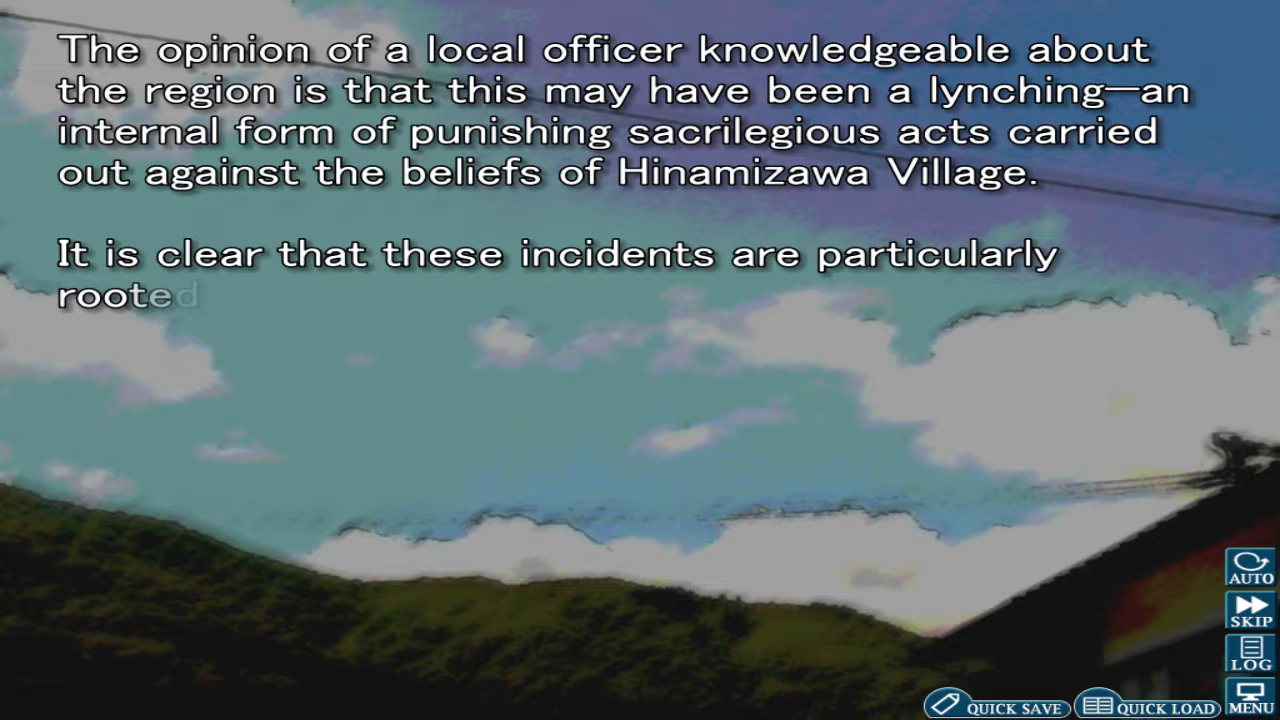 The opinion of a local officer knowledgeable about
the region is that this may have been a lynching—an
internal form of punishing sacrilegious acts carried
out against the beliefs of Hinamizawa Village.
It is clear that these incidents are particularly
rooted
AUTO
SKIP
LOG
MENU
QUICK SAVE
QUICK LOAD